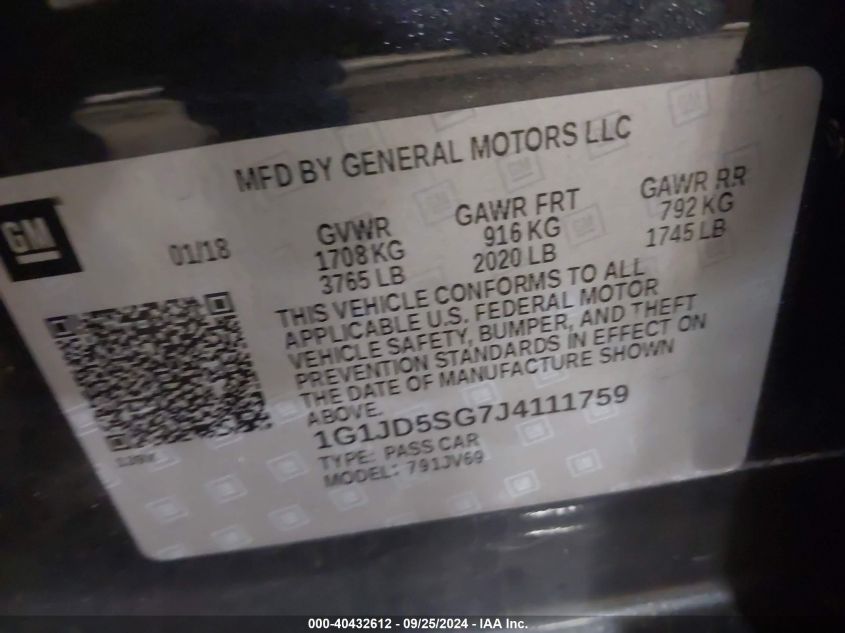 MFD BY GENERAL MOTORS LLC
GM
01/18
GVWR
1708 KG
3765 LB
GAWR FRT
916 KG
2020 LB
GAWR RR
792 KG
1745 LB
THIS VEHICLE CONFORMS TO ALL
APPLICABLE U.S. FEDERAL MOTOR
VEHICLE SAFETY, BUMPER, AND THEFT
PREVENTION STANDARDS IN EFFECT ON
THE DATE OF MANUFACTURE SHOWN
ABOVE.
1G1JD5SG7J4111759
TYPE: PASS CAR
MODEL: 791JV69
000-40432612 - 09/25/2024 - IAA Inc.